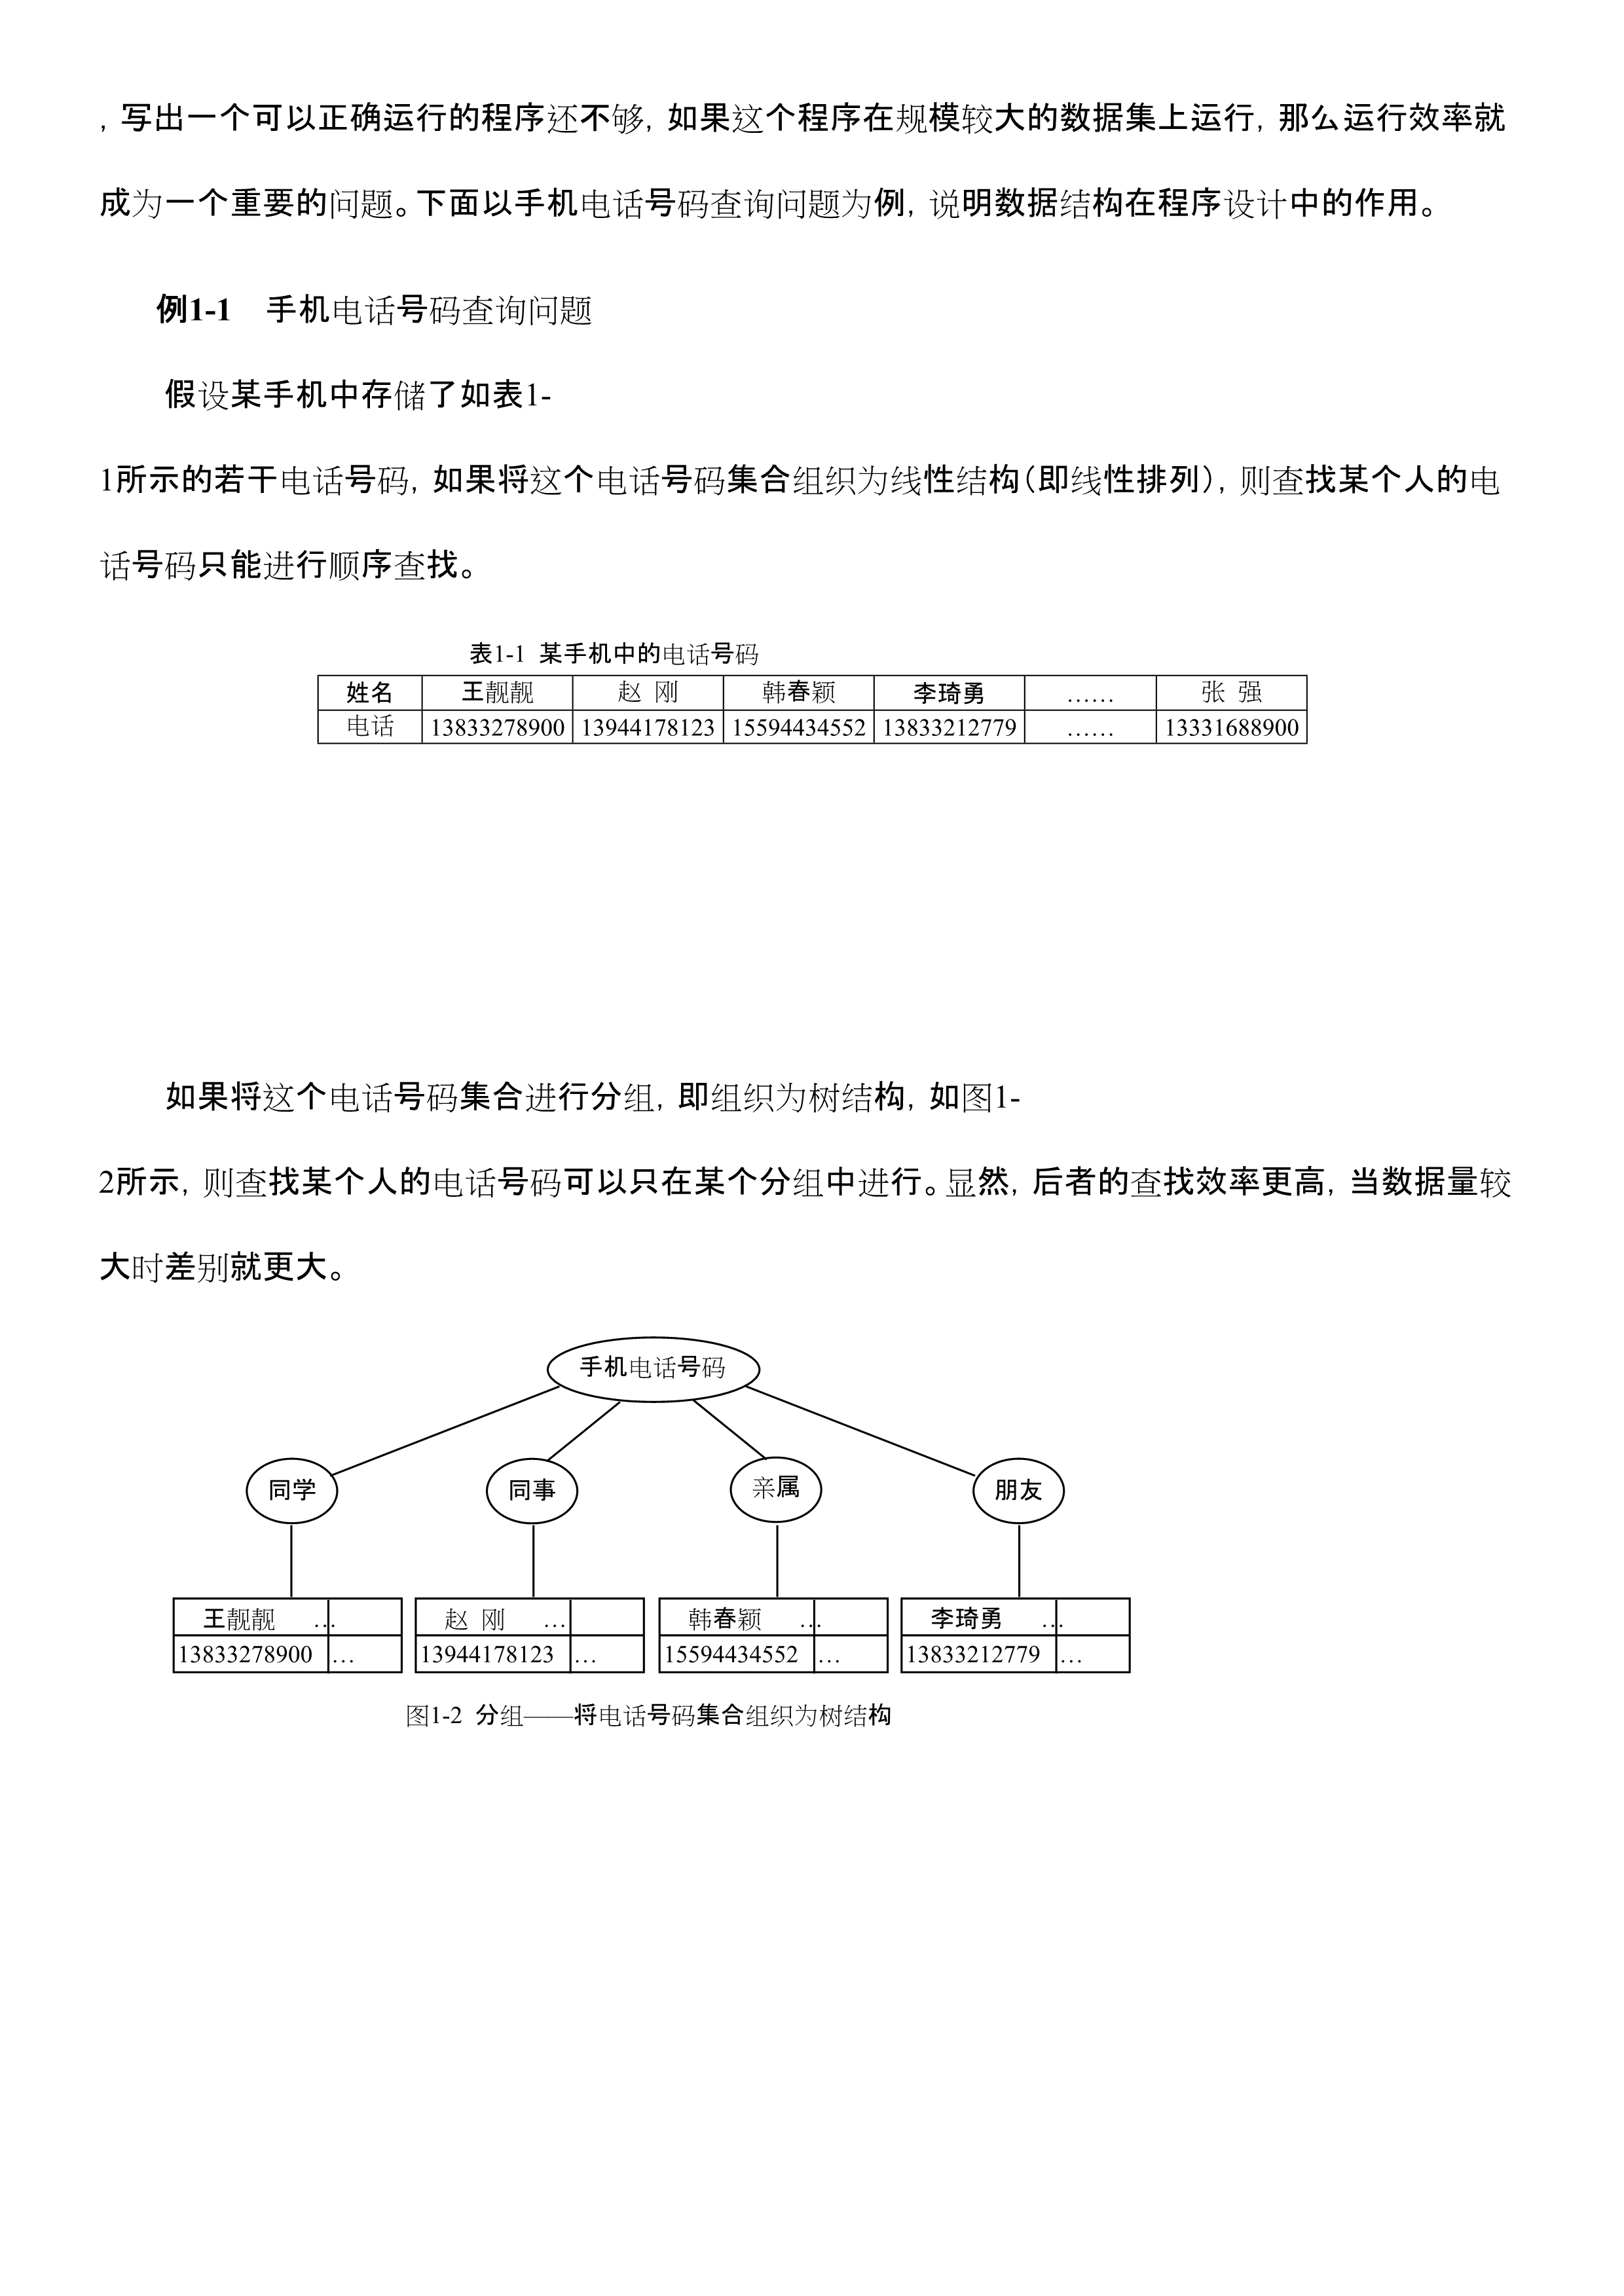 ，写出一个可以正确运行的程序还不够，如果这个程序在规模较大的数据集上运行，那么运行效率就
成为一个重要的问题。下面以手机电话号码查询问题为例，说明数据结构在程序设计中的作用。
例1-1　手机电话号码查询问题
假设某手机中存储了如表1-
1所示的若干电话号码，如果将这个电话号码集合组织为线性结构（即线性排列），则查找某个人的电
话号码只能进行顺序查找。
表1-1 某手机中的电话号码
姓名 王靓靓 赵 刚 韩春颖 李琦勇 …… 张 强
电话 13833278900 13944178123 15594434552 13833212779 …… 13331688900
如果将这个电话号码集合进行分组，即组织为树结构，如图1-
2所示，则查找某个人的电话号码可以只在某个分组中进行。显然，后者的查找效率更高，当数据量较
大时差别就更大。
手机电话号码
同学 同事 亲属 朋友
王靓靓 … 赵 刚 … 韩春颖 … 李琦勇 …
13833278900 … 13944178123 … 15594434552 … 13833212779 …
图1-2 分组——将电话号码集合组织为树结构